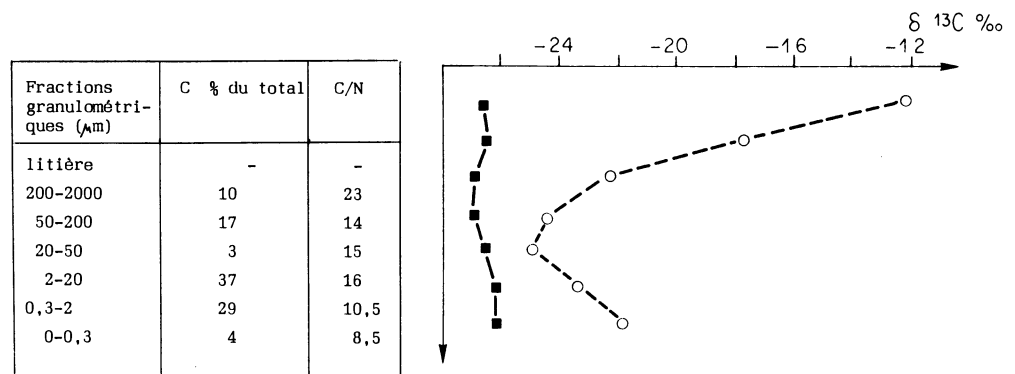 δ ¹³C ‰
-24 -20 -16 -12
Fractions granulométri-ques (μm) C % du total C/N
litière - -
200-2000 10 23
50-200 17 14
20-50 3 15
2-20 37 16
0,3-2 29 10,5
0-0,3 4 8,5